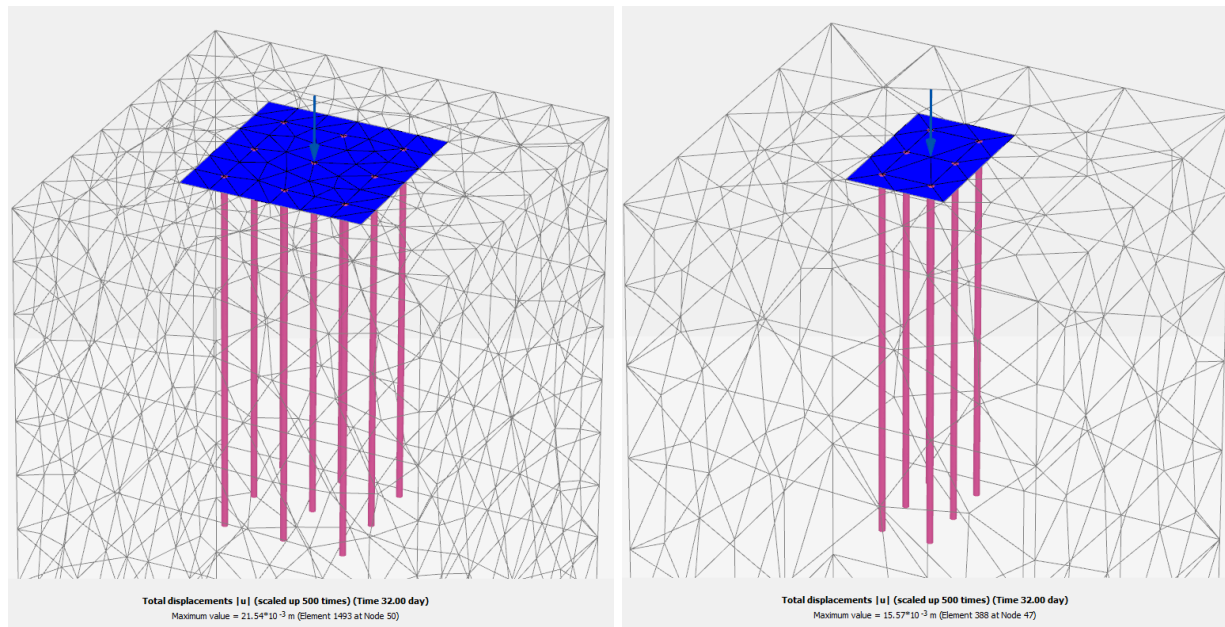 Total displacements |u| (scaled up 500 times) (Time 32.00 day)
Maximum value = 21.54*10 -3 m (Element 1493 at Node 50)
Total displacements |u| (scaled up 500 times) (Time 32.00 day)
Maximum value = 15.57*10 -3 m (Element 388 at Node 47)